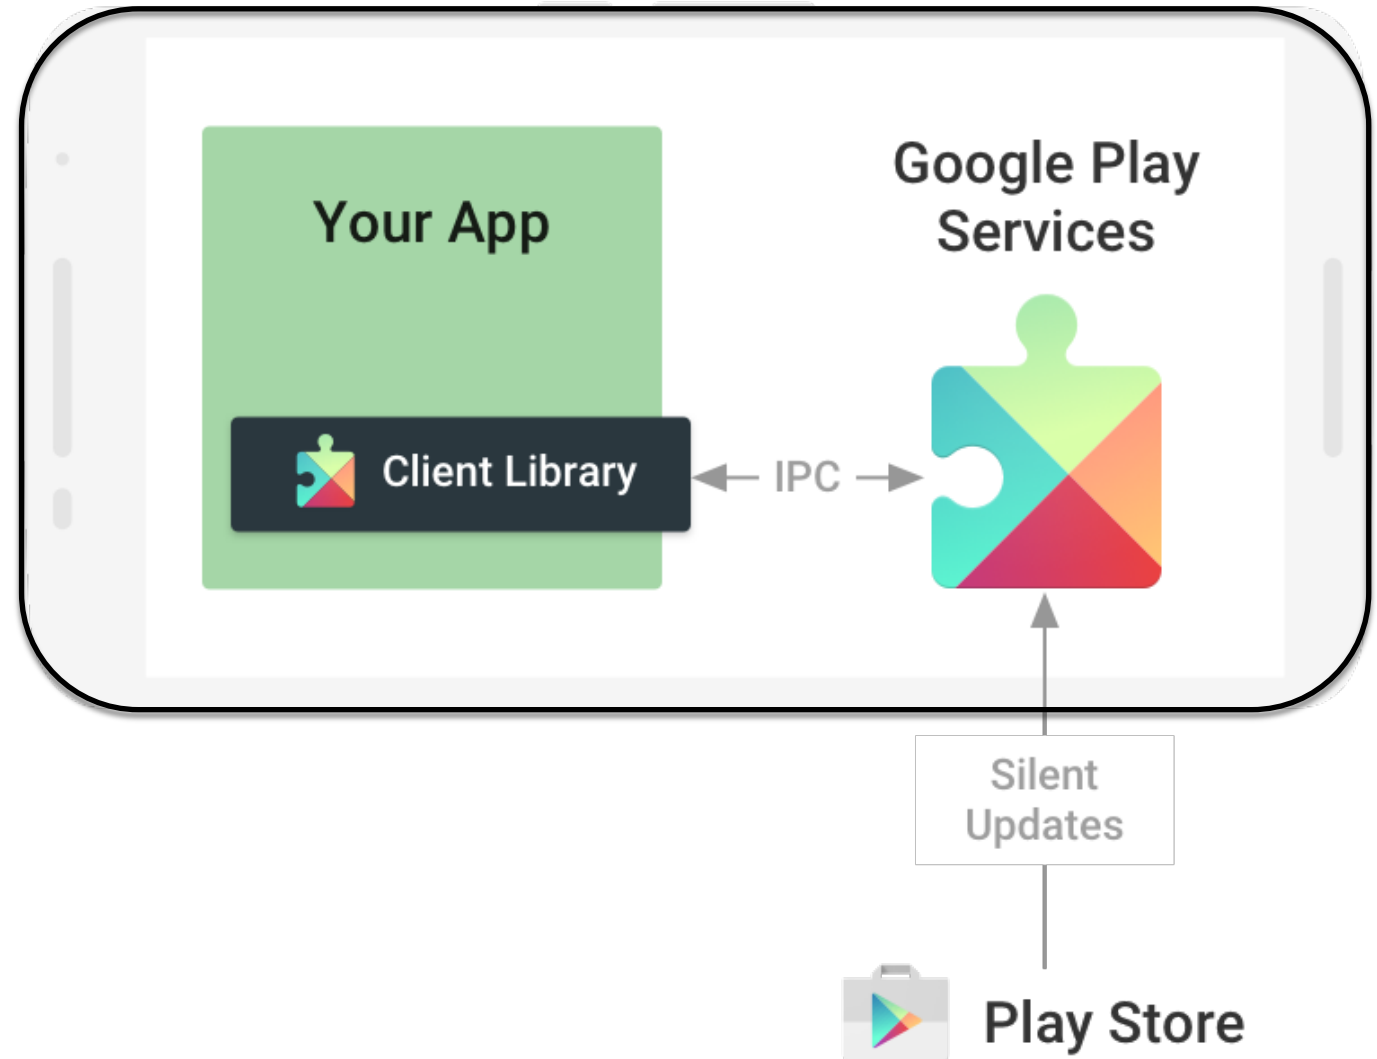 Your App
Google Play
Services
Client Library
IPC
Silent
Updates
Play Store